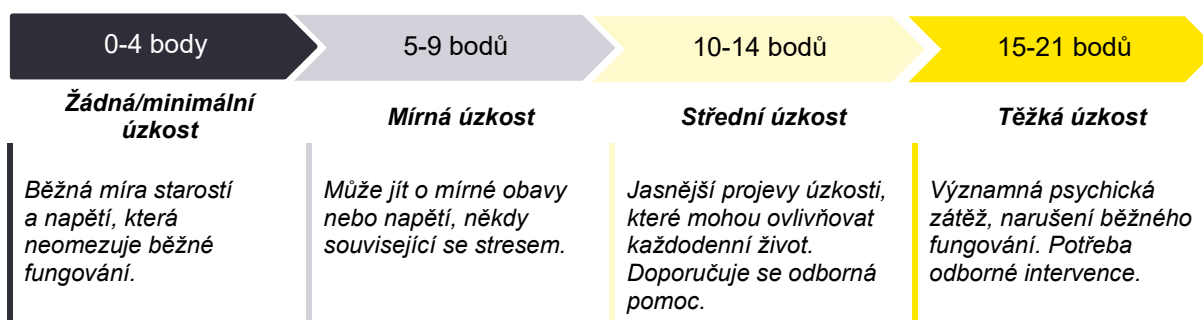 0-4 body
5-9 bodů
10-14 bodů
15-21 bodů
Žádná/minimální
úzkost
Mírná úzkost
Střední úzkost
Těžká úzkost
Běžná míra starostí
a napětí, která
neomezuje běžné
fungování.
Může jít o mírné obavy
nebo napětí, někdy
související se stresem.
Jasnější projevy úzkosti,
které mohou ovlivňovat
každodenní život.
Doporučuje se odborná
pomoc.
Významná psychická
zátěž, narušení běžného
fungování. Potřeba
odborné intervence.